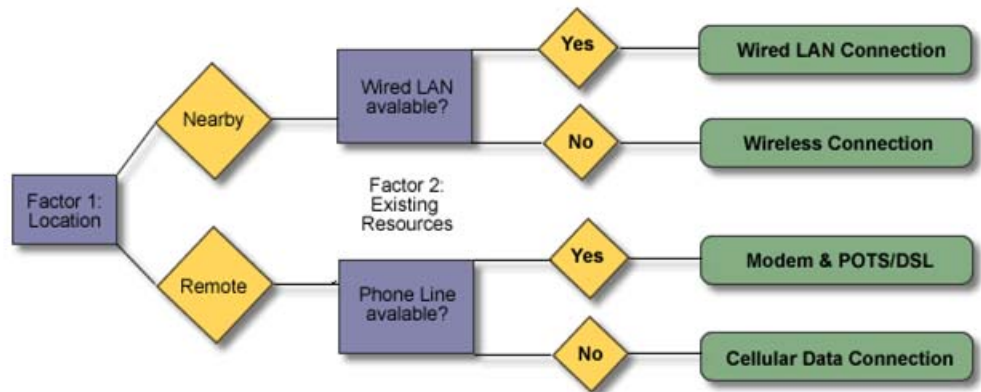 Factor 1:
Location
Nearby
Wired LAN
avalable?
Yes
Wired LAN Connection
No
Wireless Connection
Factor 2:
Existing
Resources
Remote
Phone Line
avalable?
Yes
Modem & POTS/DSL
No
Cellular Data Connection